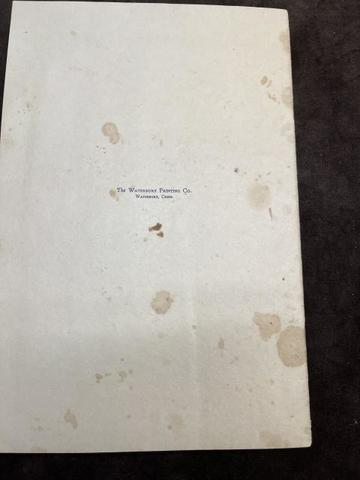 The Waterbury Printing Co.
Waterbury, Conn.